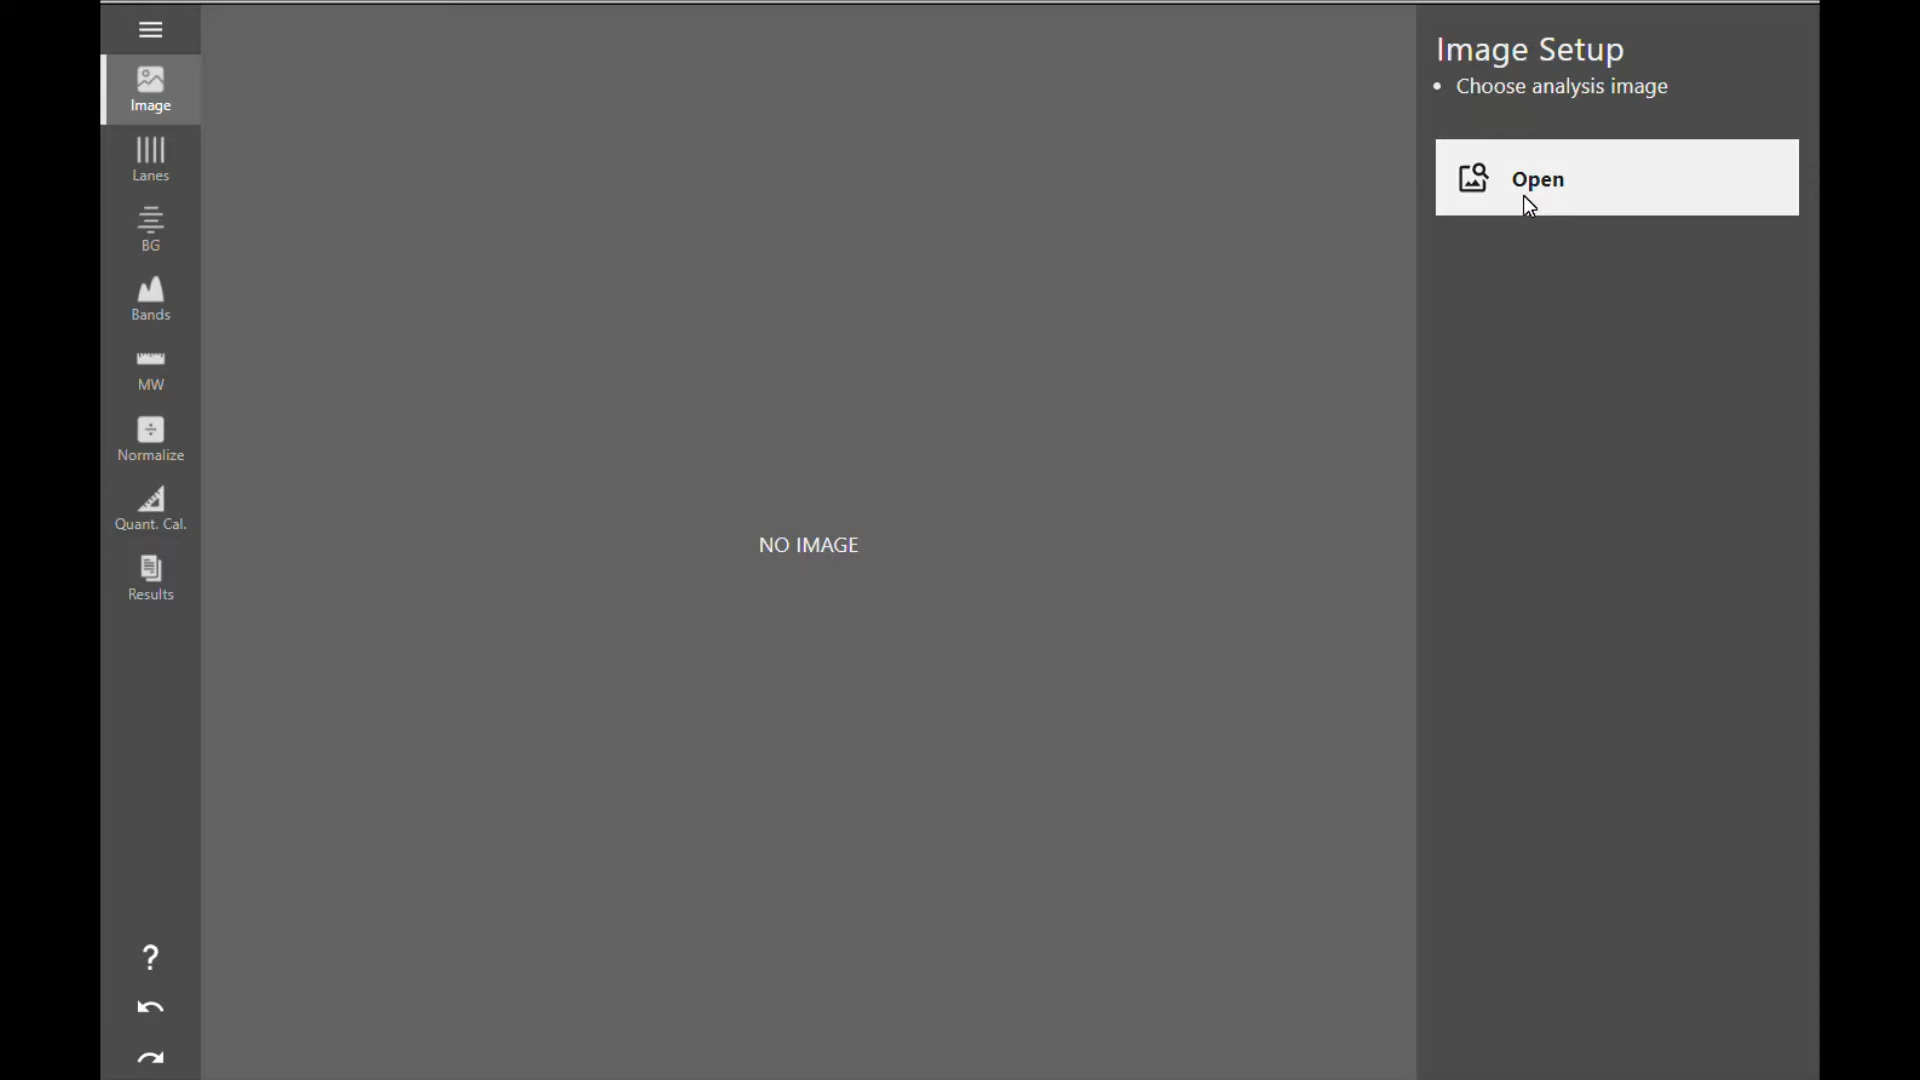 Image
Lanes
BG
Bands
MW
Normalize
Quant. Cal.
Results
?
NO IMAGE
Image Setup
• Choose analysis image
Open